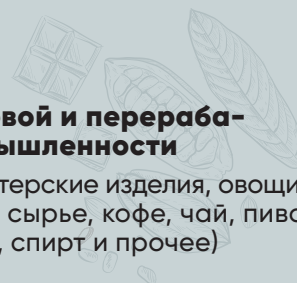 вой и перераба-
ышленности
терские изделия, овощи
сырье, кофе, чай, пиво
, спирт и прочее)